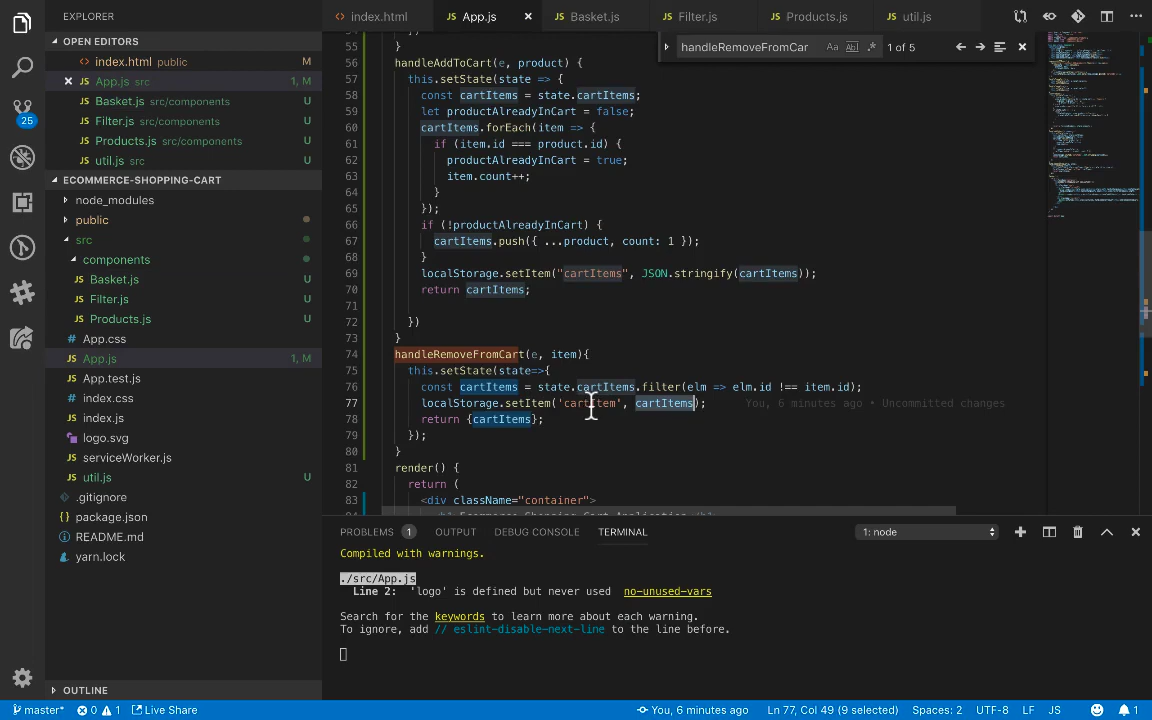 EXPLORER
OPEN EDITORS
index.html public M
App.js src 1, M
Basket.js src/components U
Filter.js src/components U
Products.js src/components U
util.js src U
ECOMMERCE-SHOPPING-CART
node_modules
public
src
components
Basket.js U
Filter.js U
Products.js U
App.css
App.js 1, M
App.test.js
index.css
index.js
logo.svg
serviceWorker.js
util.js U
.gitignore
package.json
README.md
yarn.lock
OUTLINE
25
index.html
App.js
Basket.js
Filter.js
Products.js
util.js
handleRemoveFromCar Aa Abl .* 1 of 5
55 }
56 handleAddToCart(e, product) {
57 this.setState(state => {
58 const cartItems = state.cartItems;
59 let productAlreadyInCart = false;
60 cartItems.forEach(item => {
61 if (item.id === product.id) {
62 productAlreadyInCart = true;
63 item.count++;
64 }
65 });
66 if (!productAlreadyInCart) {
67 cartItems.push({ ...product, count: 1 });
68 }
69 localStorage.setItem("cartItems", JSON.stringify(cartItems));
70 return cartItems;
71
72 })
73 }
74 handleRemoveFromCart(e, item){
75 this.setState(state=>{
76 const cartItems = state.cartItems.filter(elm => elm.id !== item.id);
77 localStorage.setItem('cartItem', cartItems); You, 6 minutes ago • Uncommitted changes
78 return {cartItems};
79 });
80 }
81 render() {
82 return (
83 <div className="container">
PROBLEMS 1 OUTPUT DEBUG CONSOLE TERMINAL 1: node
Compiled with warnings.
./src/App.js
Line 2: 'logo' is defined but never used no-unused-vars
Search for the keywords to learn more about each warning.
To ignore, add // eslint-disable-next-line to the line before.
master* 0 1 Live Share You, 6 minutes ago Ln 77, Col 49 (9 selected) Spaces: 2 UTF-8 LF JS 1